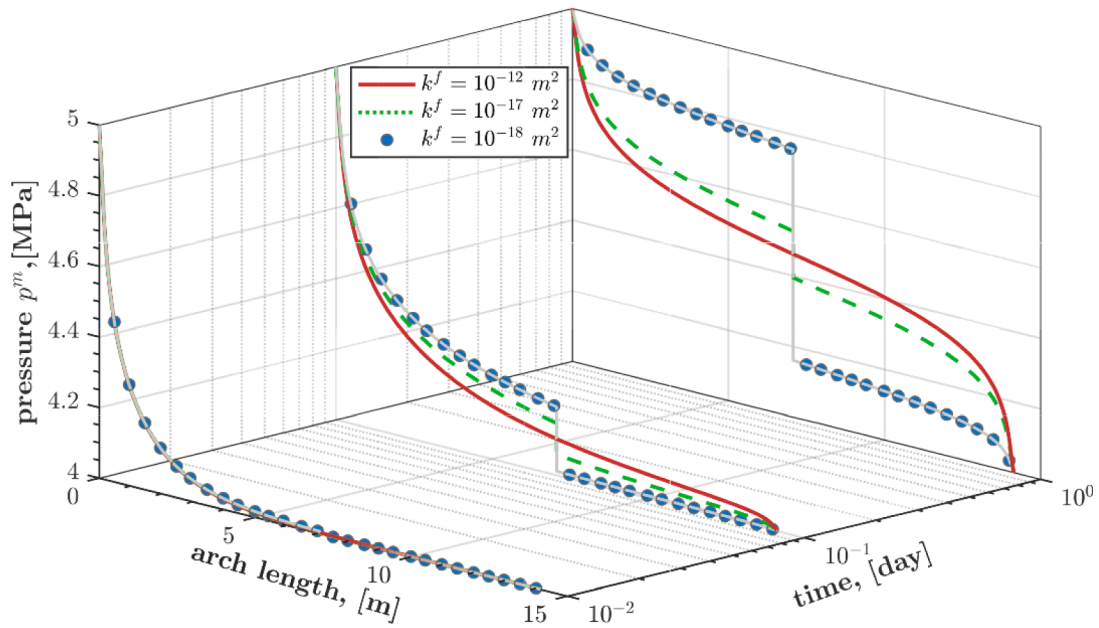 k^f = 10^{-12} m^2
k^f = 10^{-17} m^2
k^f = 10^{-18} m^2
pressure p^m,[MPa]
5
4.8
4.6
4.4
4.2
4
0
5
10
15
arch length, [m]
10^{-2}
10^{-1}
10^0
time, [day]